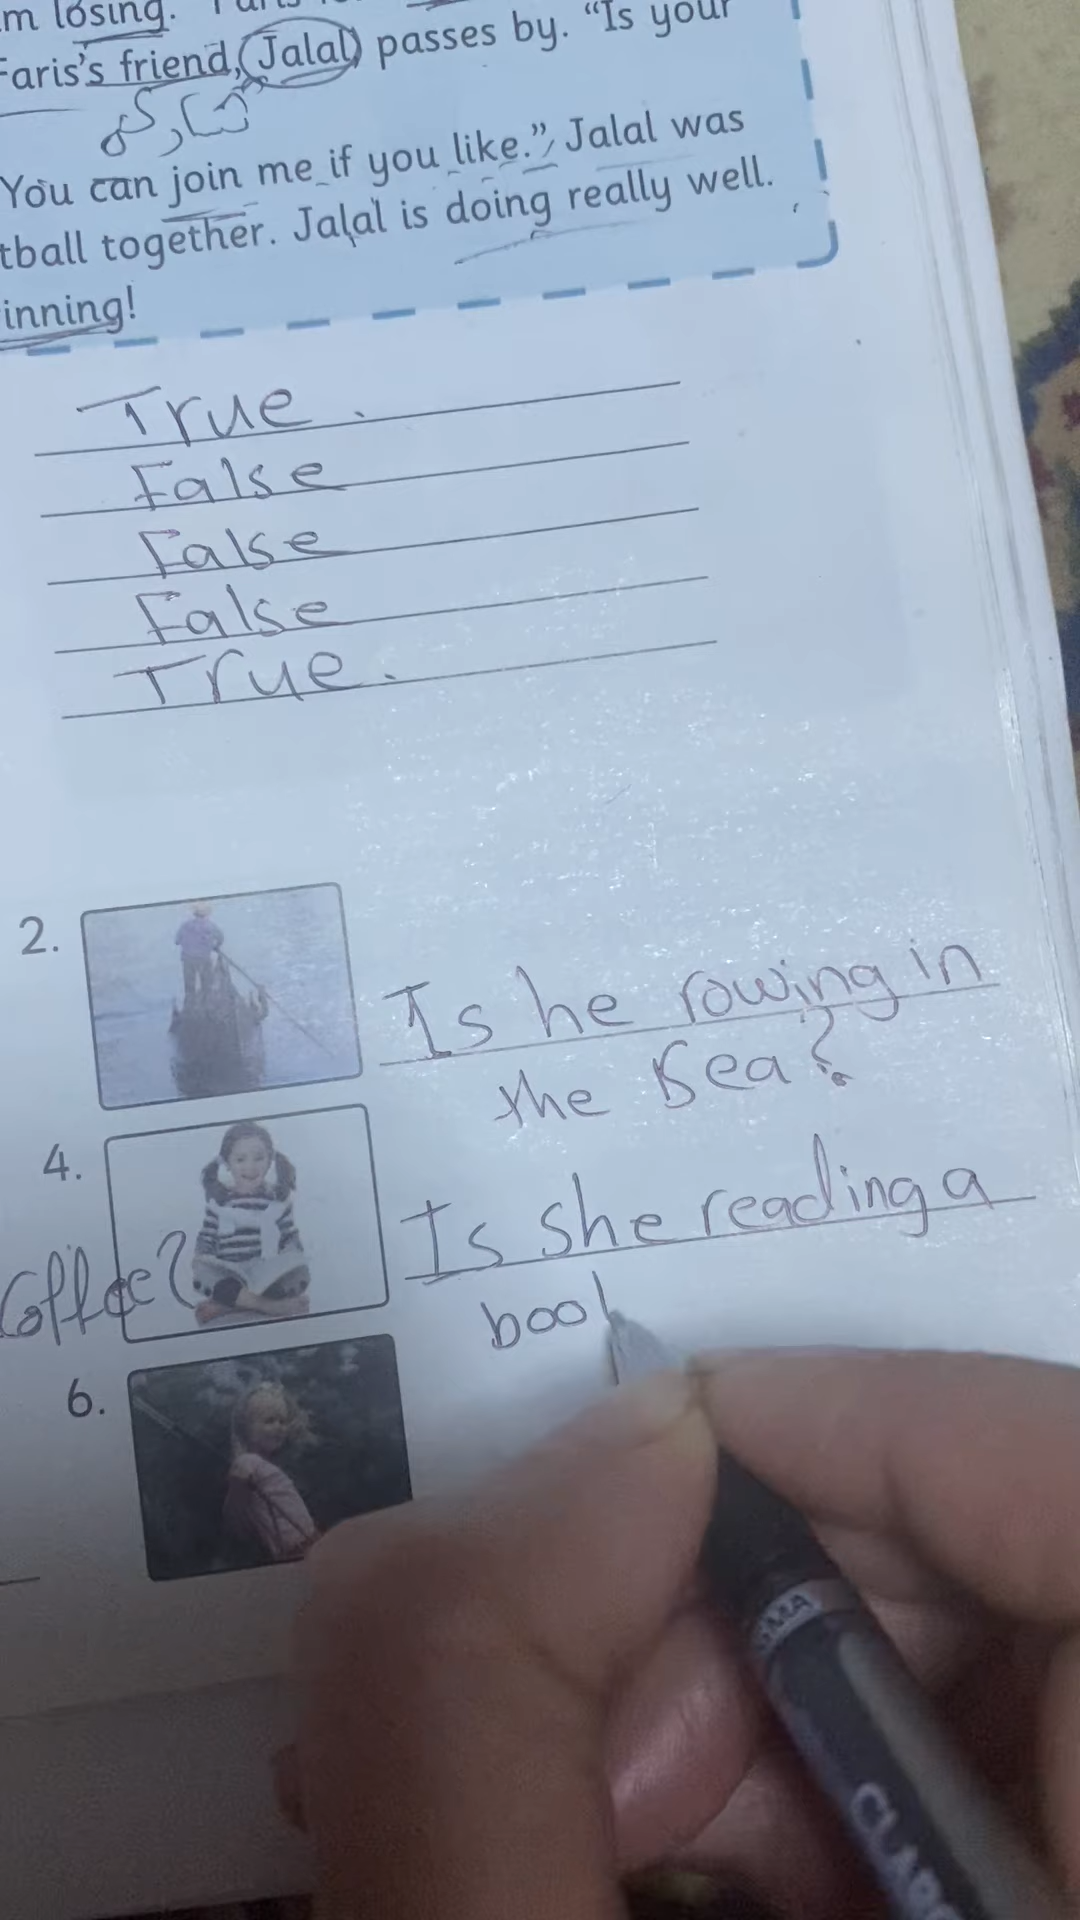 m losing.
Faris's friend, Jalal passes by. "Is your
You can join me if you like." Jalal was
tball together. Jalal is doing really well.
inning!
True.
False
False
False
True.
2.
Is he rowing in
the sea?
4.
Is she reading a
Coffee?
boo
6.